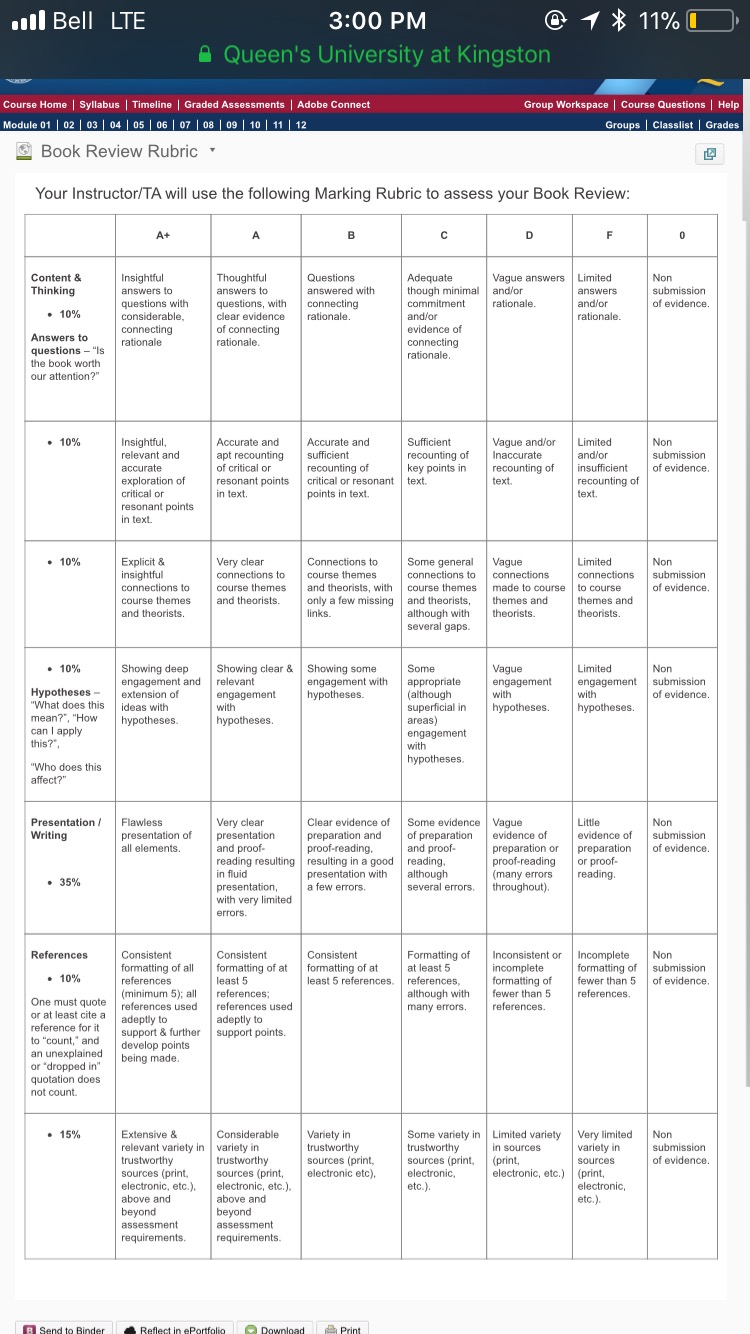 Bell LTE 3:00 PM 11%
Queen's University at Kingston
Course Home | Syllabus | Timeline | Graded Assessments | Adobe Connect Group Workspace | Course Questions | Help
Module 01 | 02 | 03 | 04 | 05 | 06 | 07 | 08 | 09 | 10 | 11 | 12 Groups | Classlist | Grades
Book Review Rubric
Your Instructor/TA will use the following Marking Rubric to assess your Book Review:
A+ A B C D F 0
Content &
Thinking
• 10%
Answers to
questions – “Is
the book worth
our attention?”
Insightful
answers to
questions with
considerable,
connecting
rationale
Thoughtful
answers to
questions, with
clear evidence
of connecting
rationale.
Questions
answered with
connecting
rationale.
Adequate
though minimal
commitment
and/or
evidence of
connecting
rationale.
Vague answers
and/or
rationale.
Limited
answers
and/or
rationale.
Non
submission
of evidence.
• 10%
Insightful,
relevant and
accurate
exploration of
critical or
resonant points
in text.
Accurate and
apt recounting
of critical or
resonant points
in text.
Accurate and
sufficient
recounting of
critical or resonant
points in text.
Sufficient
recounting of
key points in
text.
Vague and/or
Inaccurate
recounting of
text.
Limited
and/or
insufficient
recounting of
text.
Non
submission
of evidence.
• 10%
Explicit &
insightful
connections to
course themes
and theorists.
Very clear
connections to
course themes
and theorists.
Connections to
course themes
and theorists, with
only a few missing
links.
Some general
connections to
course themes
and theorists,
although with
several gaps.
Vague
connections
made to course
themes and
theorists.
Limited
connections
to course
themes and
theorists.
Non
submission
of evidence.
• 10%
Hypotheses –
“What does this
mean?”, “How
can I apply
this?”,
“Who does this
affect?”
Showing deep
engagement and
extension of
ideas with
hypotheses.
Showing clear &
relevant
engagement
with
hypotheses.
Showing some
engagement with
hypotheses.
Some
appropriate
(although
superficial in
areas)
engagement
with
hypotheses.
Vague
engagement
with
hypotheses.
Limited
engagement
with
hypotheses.
Non
submission
of evidence.
Presentation /
Writing
• 35%
Flawless
presentation of
all elements.
Very clear
presentation
and proof-
reading resulting
in fluid
presentation,
with very limited
errors.
Clear evidence of
preparation and
proof-reading,
resulting in a good
presentation with
a few errors.
Some evidence
of preparation
and proof-
reading,
although
several errors.
Vague
evidence of
preparation or
proof-reading
(many errors
throughout).
Little
evidence of
preparation
or proof-
reading.
Non
submission
of evidence.
References
• 10%
One must quote
or at least cite a
reference for it
to “count,” and
an unexplained
or “dropped in”
quotation does
not count.
Consistent
formatting of all
references
(minimum 5); all
references used
adeptly to
support & further
develop points
being made.
Consistent
formatting of at
least 5
references;
references used
adeptly to
support points.
Consistent
formatting of at
least 5 references.
Formatting of
at least 5
references,
although with
many errors.
Inconsistent or
incomplete
formatting of
fewer than 5
references.
Incomplete
formatting of
fewer than 5
references.
Non
submission
of evidence.
• 15%
Extensive &
relevant variety in
trustworthy
sources (print,
electronic, etc.),
above and
beyond
assessment
requirements.
Considerable
variety in
trustworthy
sources (print,
electronic, etc.),
above and
beyond
assessment
requirements.
Variety in
trustworthy
sources (print,
electronic etc),
Some variety in
trustworthy
sources (print,
electronic,
etc.).
Limited variety
in sources
(print,
electronic, etc.)
Very limited
variety in
sources
(print,
electronic,
etc.).
Non
submission
of evidence.
Send to Binder Reflect in ePortfolio Download Print